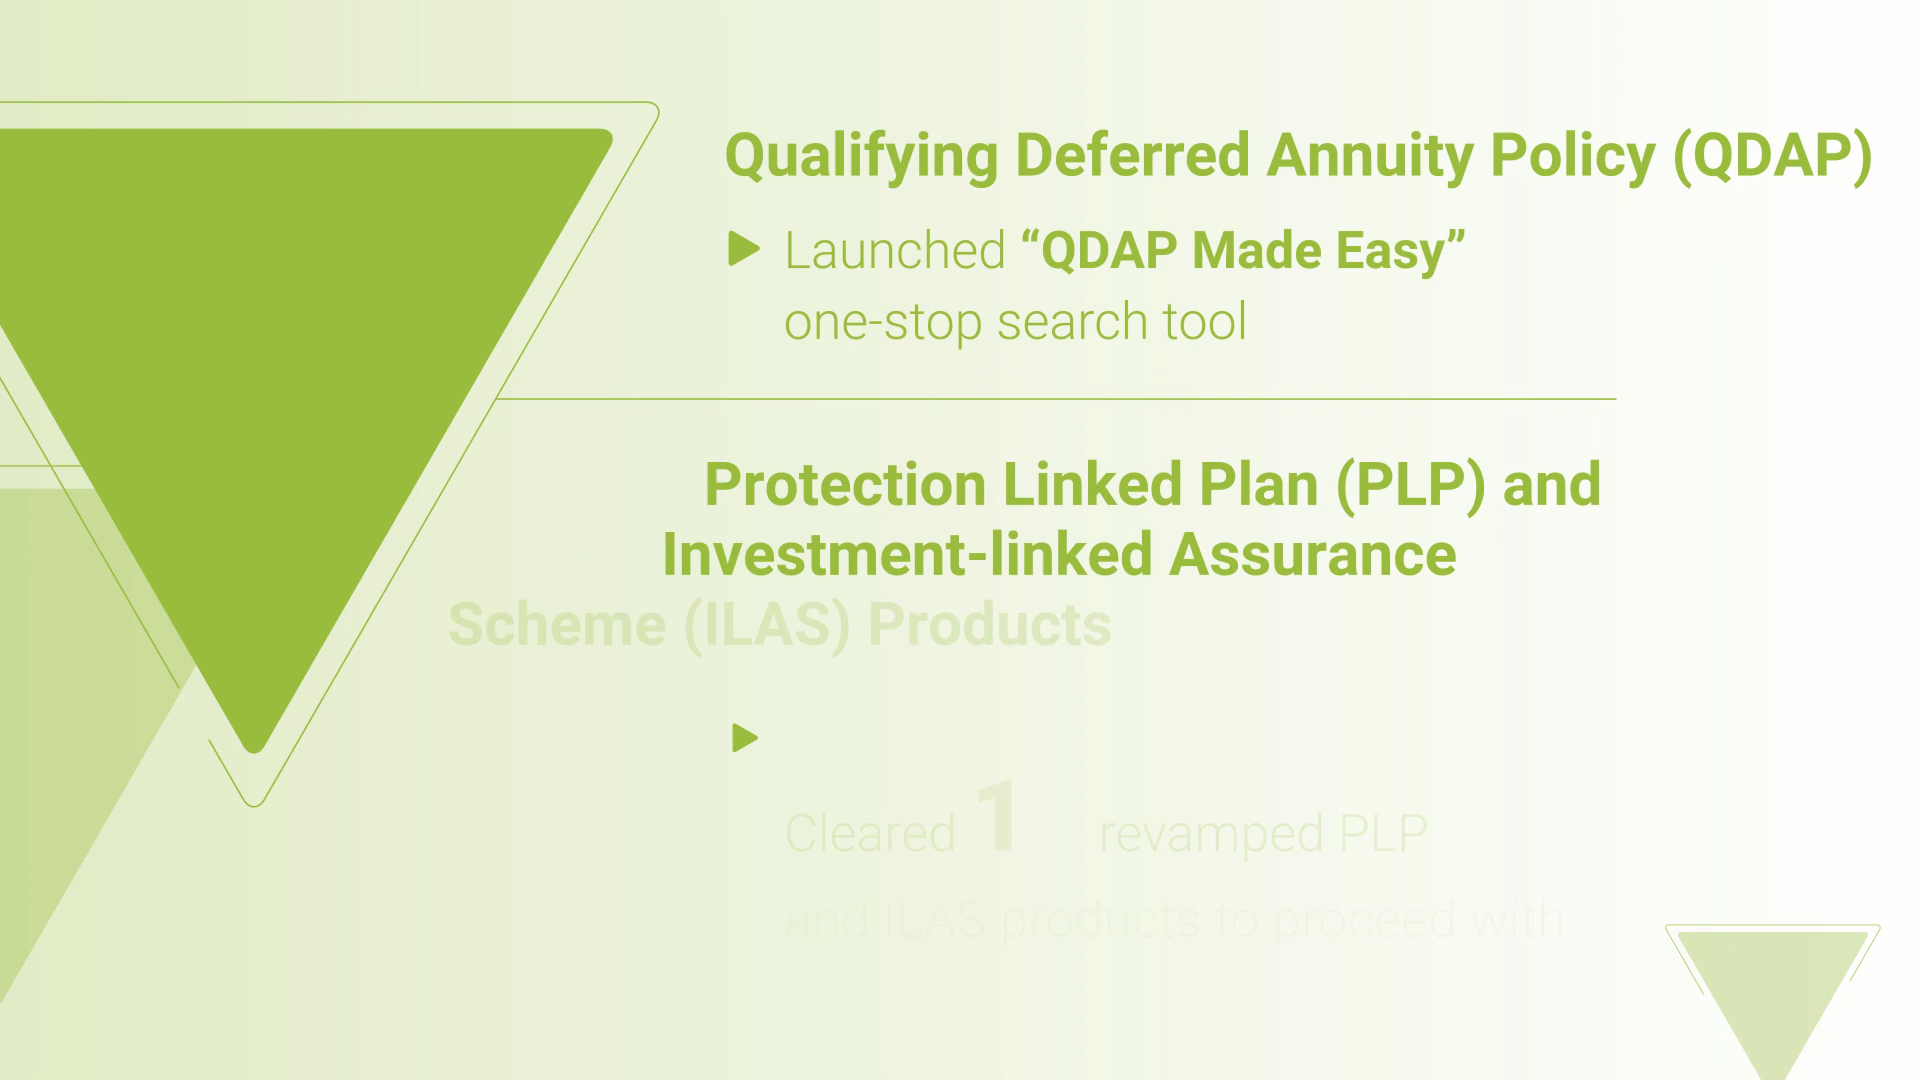 Qualifying Deferred Annuity Policy (QDAP)
Launched “QDAP Made Easy”
one-stop search tool
Protection Linked Plan (PLP) and
Investment-linked Assurance
Scheme (ILAS) Products
Cleared 1 revamped PLP
and ILAS products to proceed with